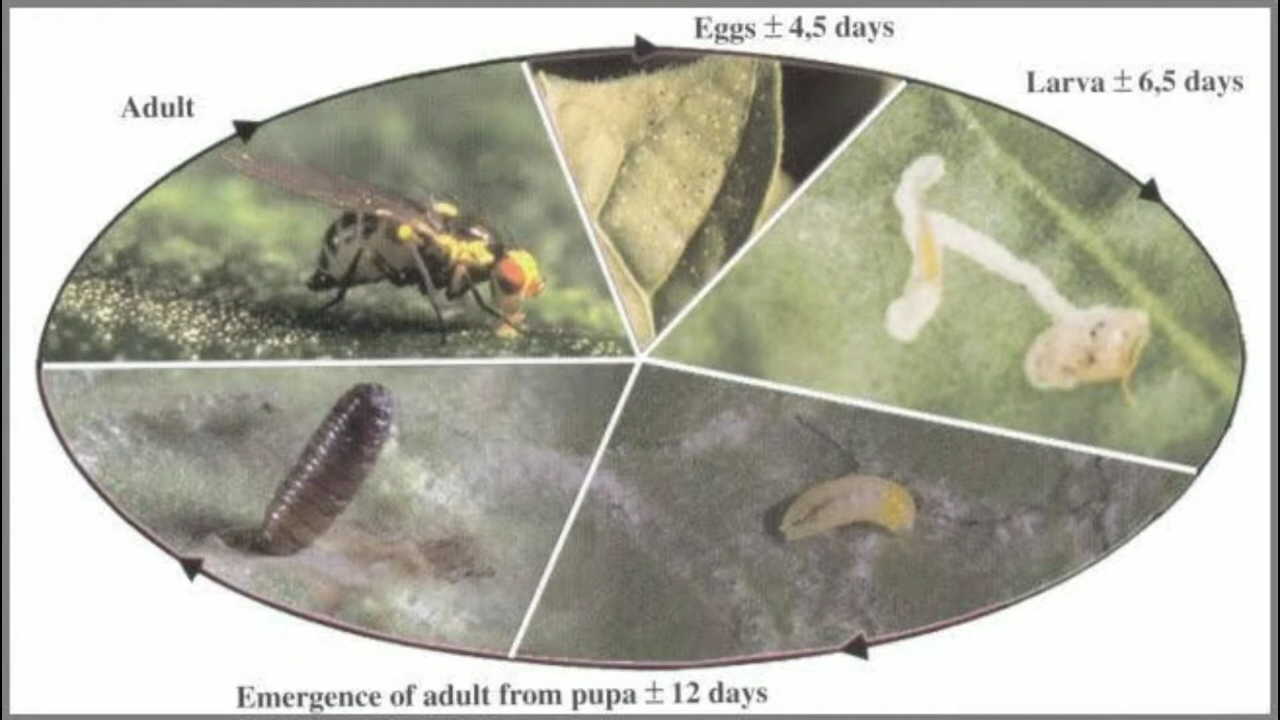 Eggs ± 4,5 days
Larva ± 6,5 days
Adult
Emergence of adult from pupa ± 12 days